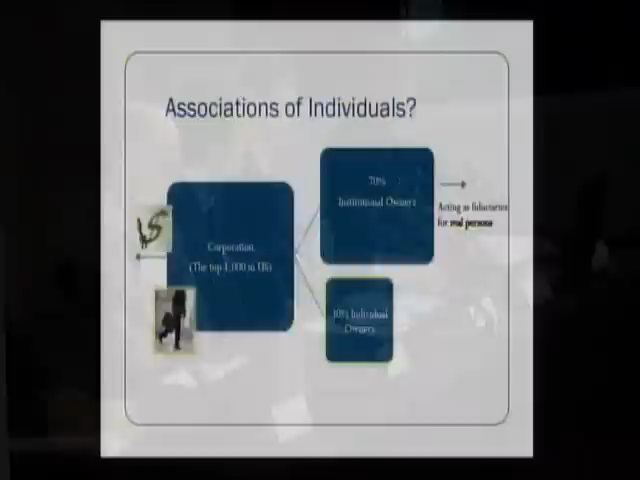 Associations of Individuals?
70%
Institutional Owners
Acting as fiduciaries
for real persons
Corporation
(The top 1,000 in US)
Individual
Owners